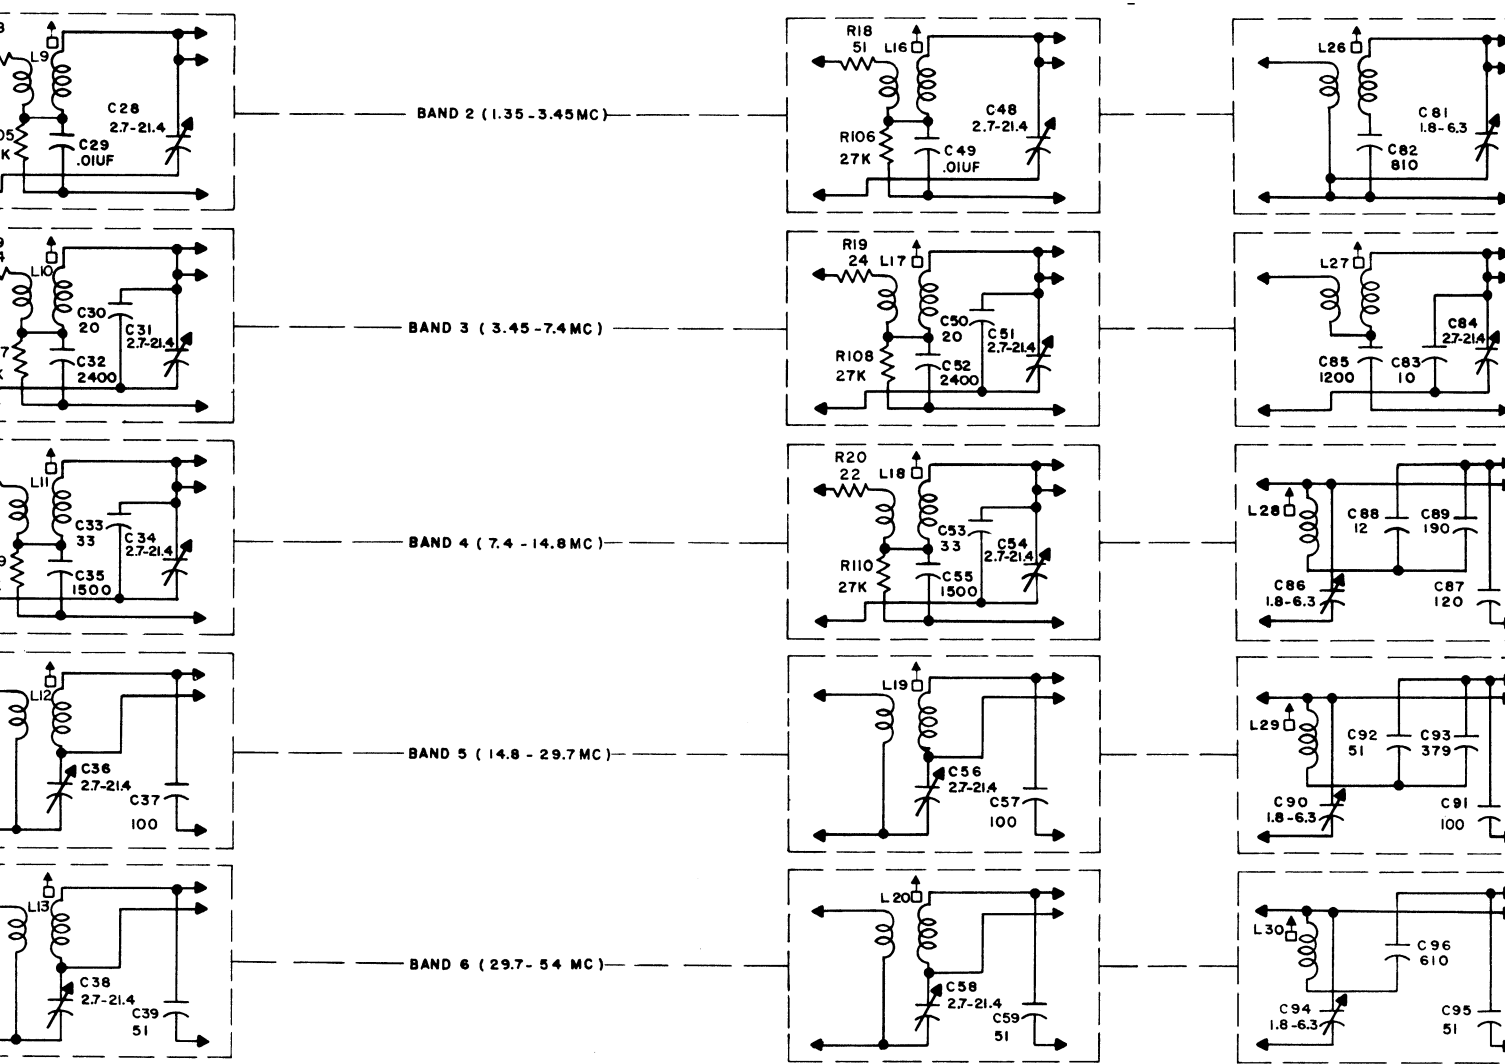 L9
C28
2.7-21.4
C29
.01UF
BAND 2 (1.35-3.45MC)
R18
51
L16
C48
2.7-21.4
R106
27K
C49
.01UF
L26
C81
1.8-6.3
C82
810
L10
C30
20
C31
2.7-21.4
C32
2400
BAND 3 (3.45-7.4MC)
R19
24
L17
C50
20
C51
2.7-21.4
R108
27K
C52
2400
L27
C84
2.7-21.4
C85
1200
C83
10
L11
C33
33
C34
2.7-21.4
C35
1500
BAND 4 (7.4-14.8MC)
R20
22
L18
C53
33
C54
2.7-21.4
R110
27K
C55
1500
L28
C88
12
C89
190
C86
1.8-6.3
C87
120
L12
C36
2.7-21.4
C37
100
BAND 5 (14.8-29.7MC)
L19
C56
2.7-21.4
C57
100
L29
C92
51
C93
379
C90
1.8-6.3
C91
100
L13
C38
2.7-21.4
C39
51
BAND 6 (29.7-54 MC)
L20
C58
2.7-21.4
C59
51
L30
C96
610
C94
1.8-6.3
C95
51